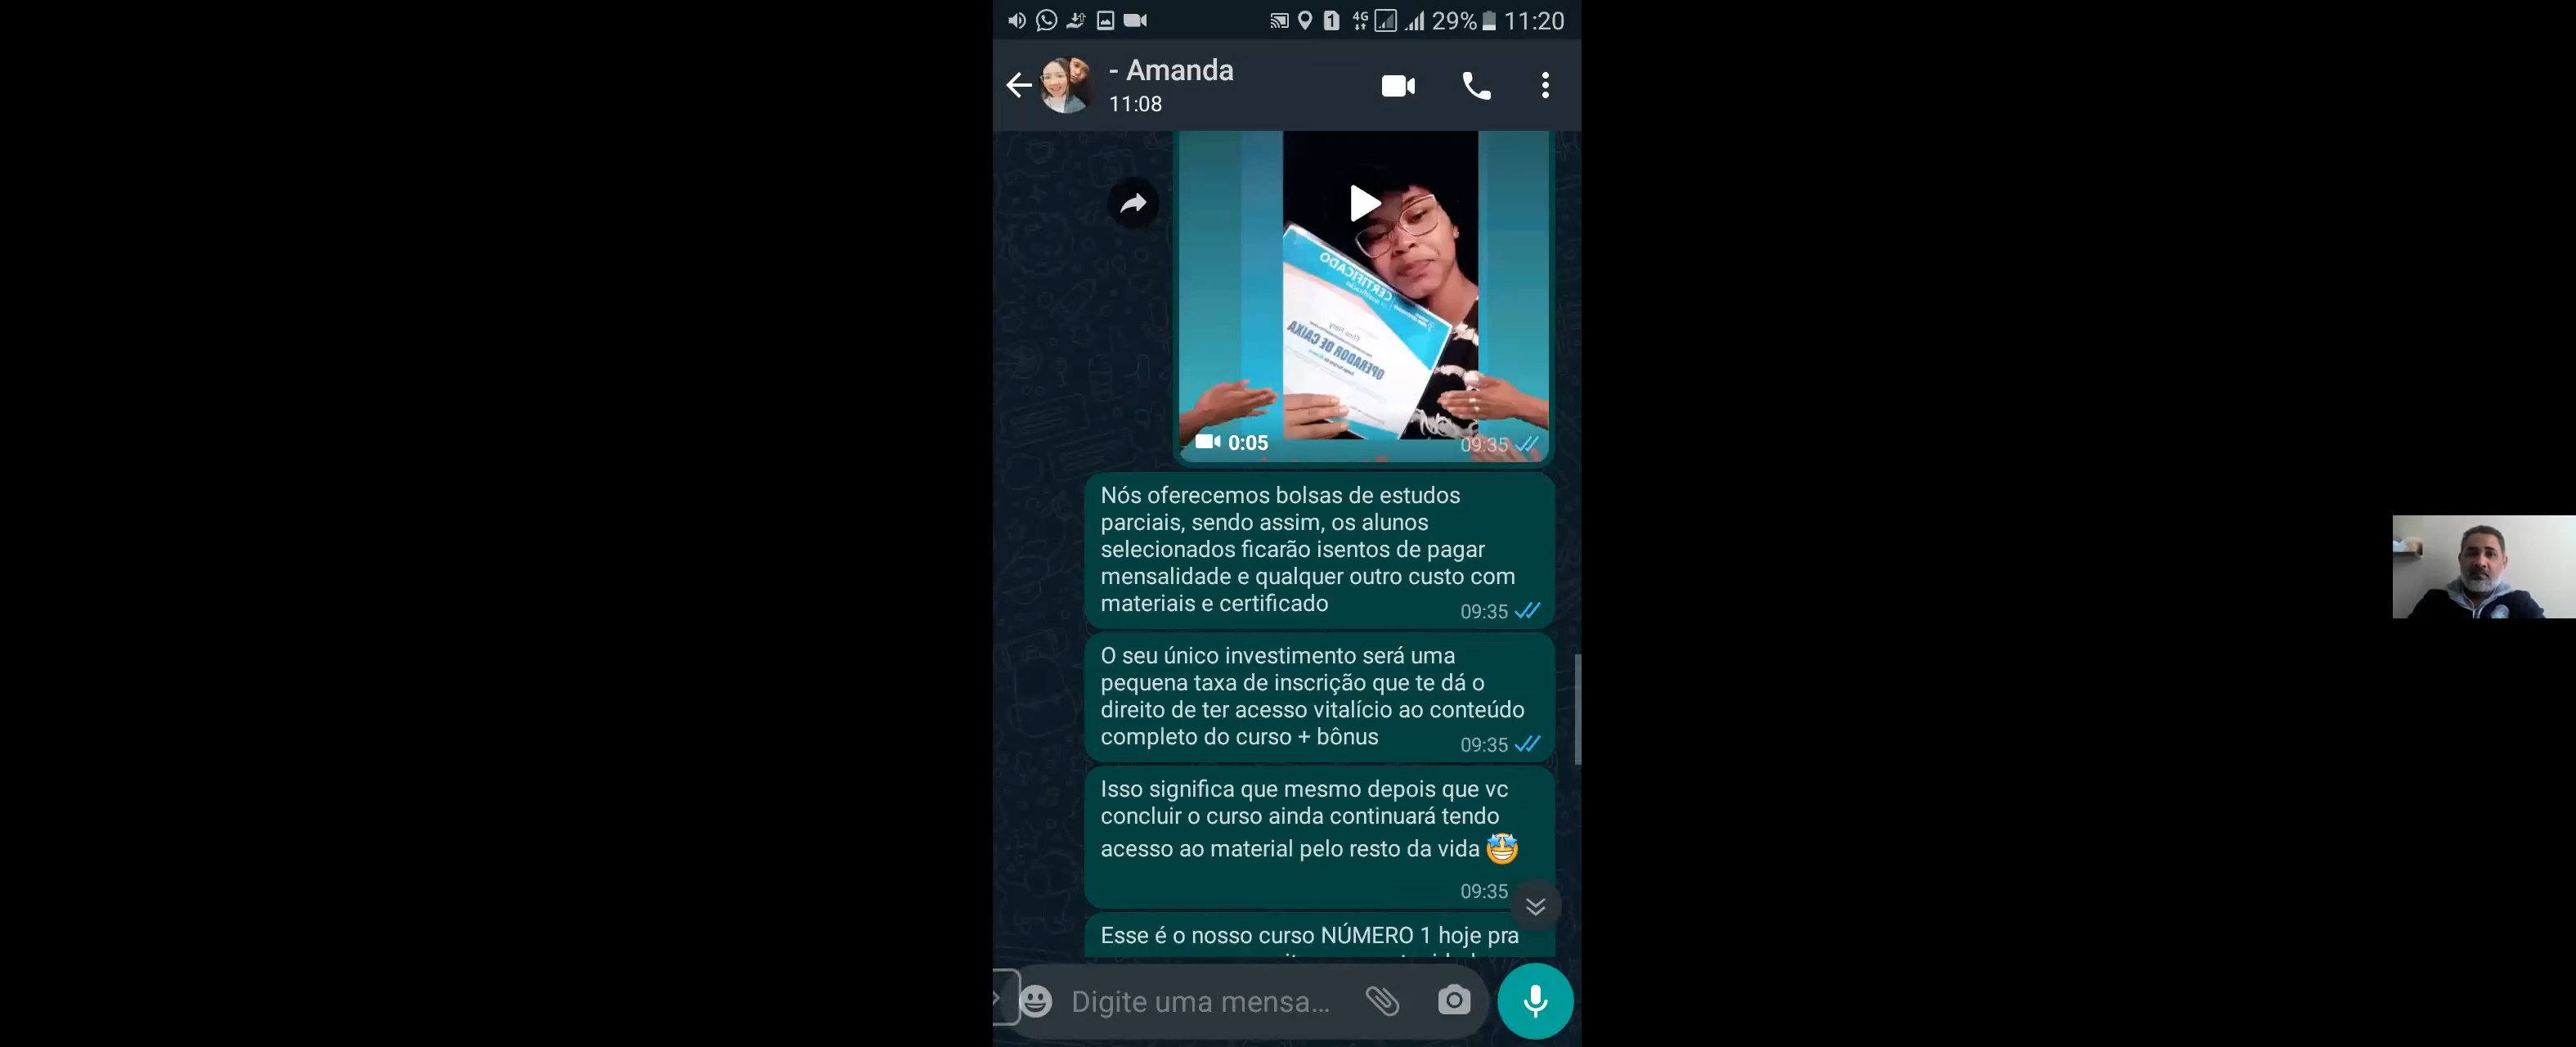 29% 11:20
- Amanda
11:08
CERTIFICADO
OPERADOR DE CAIXA
0:05 09:35
Nós oferecemos bolsas de estudos
parciais, sendo assim, os alunos
selecionados ficarão isentos de pagar
mensalidade e qualquer outro custo com
materiais e certificado 09:35
O seu único investimento será uma
pequena taxa de inscrição que te dá o
direito de ter acesso vitalício ao conteúdo
completo do curso + bônus 09:35
Isso significa que mesmo depois que vc
concluir o curso ainda continuará tendo
acesso ao material pelo resto da vida 🤩
09:35
Esse é o nosso curso NÚMERO 1 hoje pra
Digite uma mensa...